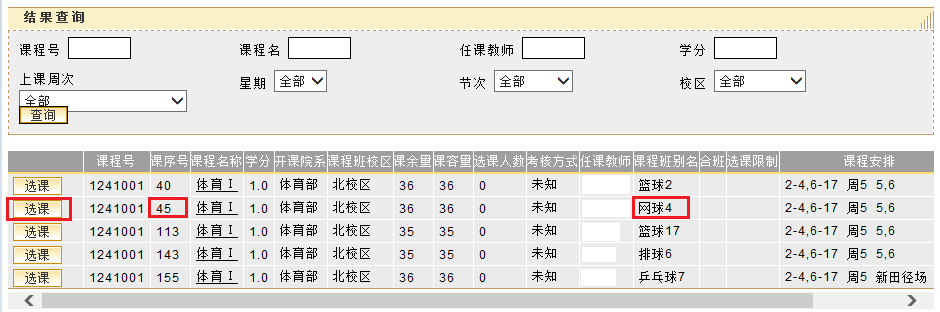 结果查询
课程号 课程名 任课教师 学分
上课周次 星期 全部 节次 全部 校区 全部
全部
查询
课程号 课序号 课程名称 学分 开课院系 课程班校区 课余量 课容量 选课人数 考核方式 任课教师 课程班别名 合班 选课限制 课程安排
选课 1241001 40 体育Ⅰ 1.0 体育部 北校区 36 36 0 未知 篮球2 2-4,6-17 周5 5,6
选课 1241001 45 体育Ⅰ 1.0 体育部 北校区 36 36 0 未知 网球4 2-4,6-17 周5 5,6
选课 1241001 113 体育Ⅰ 1.0 体育部 北校区 35 35 0 未知 篮球17 2-4,6-17 周5 5,6
选课 1241001 143 体育Ⅰ 1.0 体育部 北校区 35 35 0 未知 排球6 2-4,6-17 周5 5,6
选课 1241001 155 体育Ⅰ 1.0 体育部 北校区 36 36 0 未知 乒乓球7 2-4,6-17 周5 新田径场